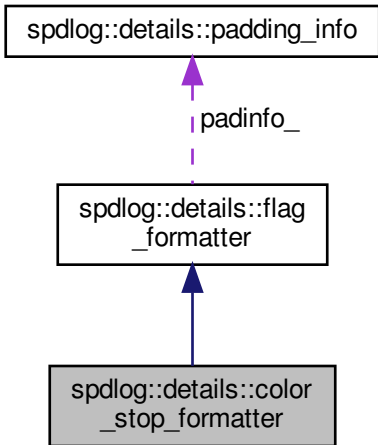 spdlog::details::padding_info
padinfo_
spdlog::details::flag
_formatter
spdlog::details::color
_stop_formatter